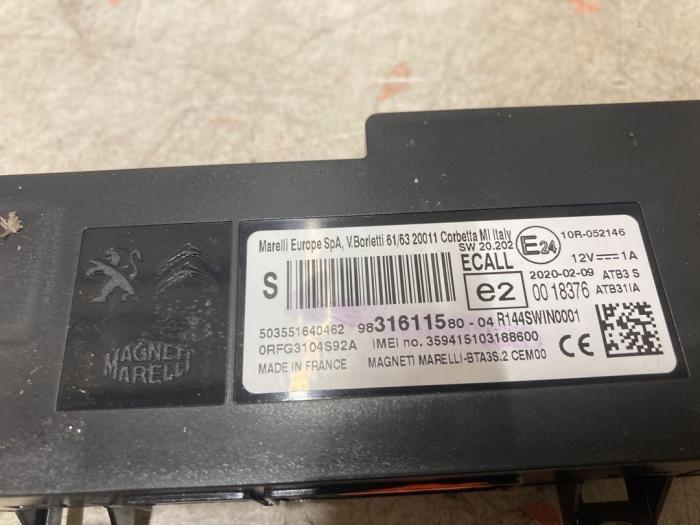 Marelli Europe SpA, V.Borletti 61/63 20011 Corbetta MI Italy
SW 20.202
E24
10R-052146
S
ECALL
12V⎓1A
2020-02-09
ATB3 S
e2
00 18376
ATB31IA
503551640462
9831611580-04
R144SWIN0001
0RFG3104S92A
IMEI no. 359415103188600
CE
MADE IN FRANCE
MAGNETI MARELLI-BTA3S.2 CEM00
MAGNETI
MARELLI